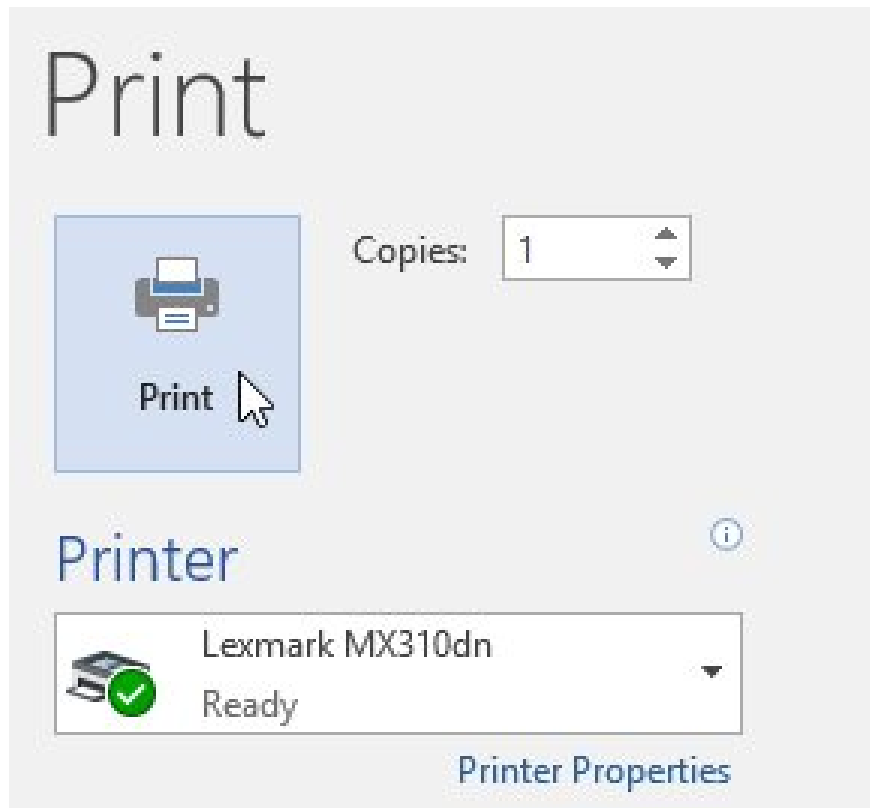 Print
Print
Copies: 1
Printer
Lexmark MX310dn
Ready
Printer Properties